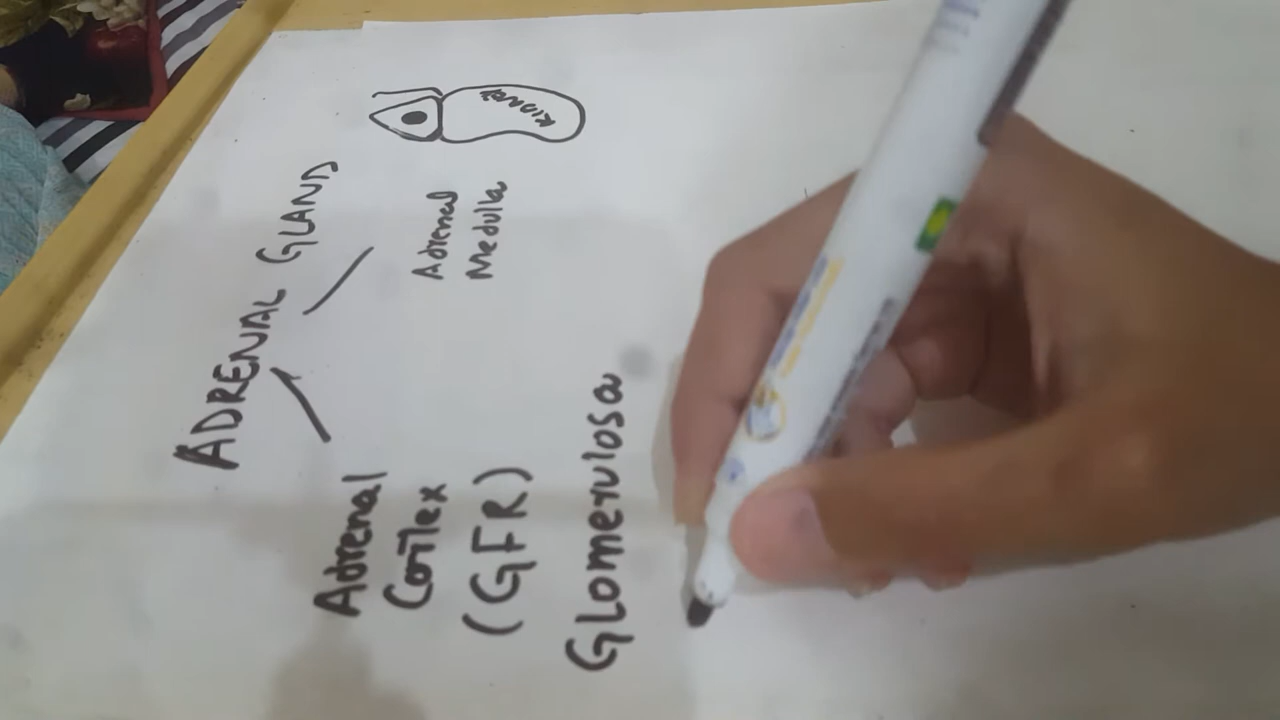 ADRENAL GLAND
KIDNEY
Adrenal
Medulla
Adrenal
Cortex
(GFR)
Glomerulosa